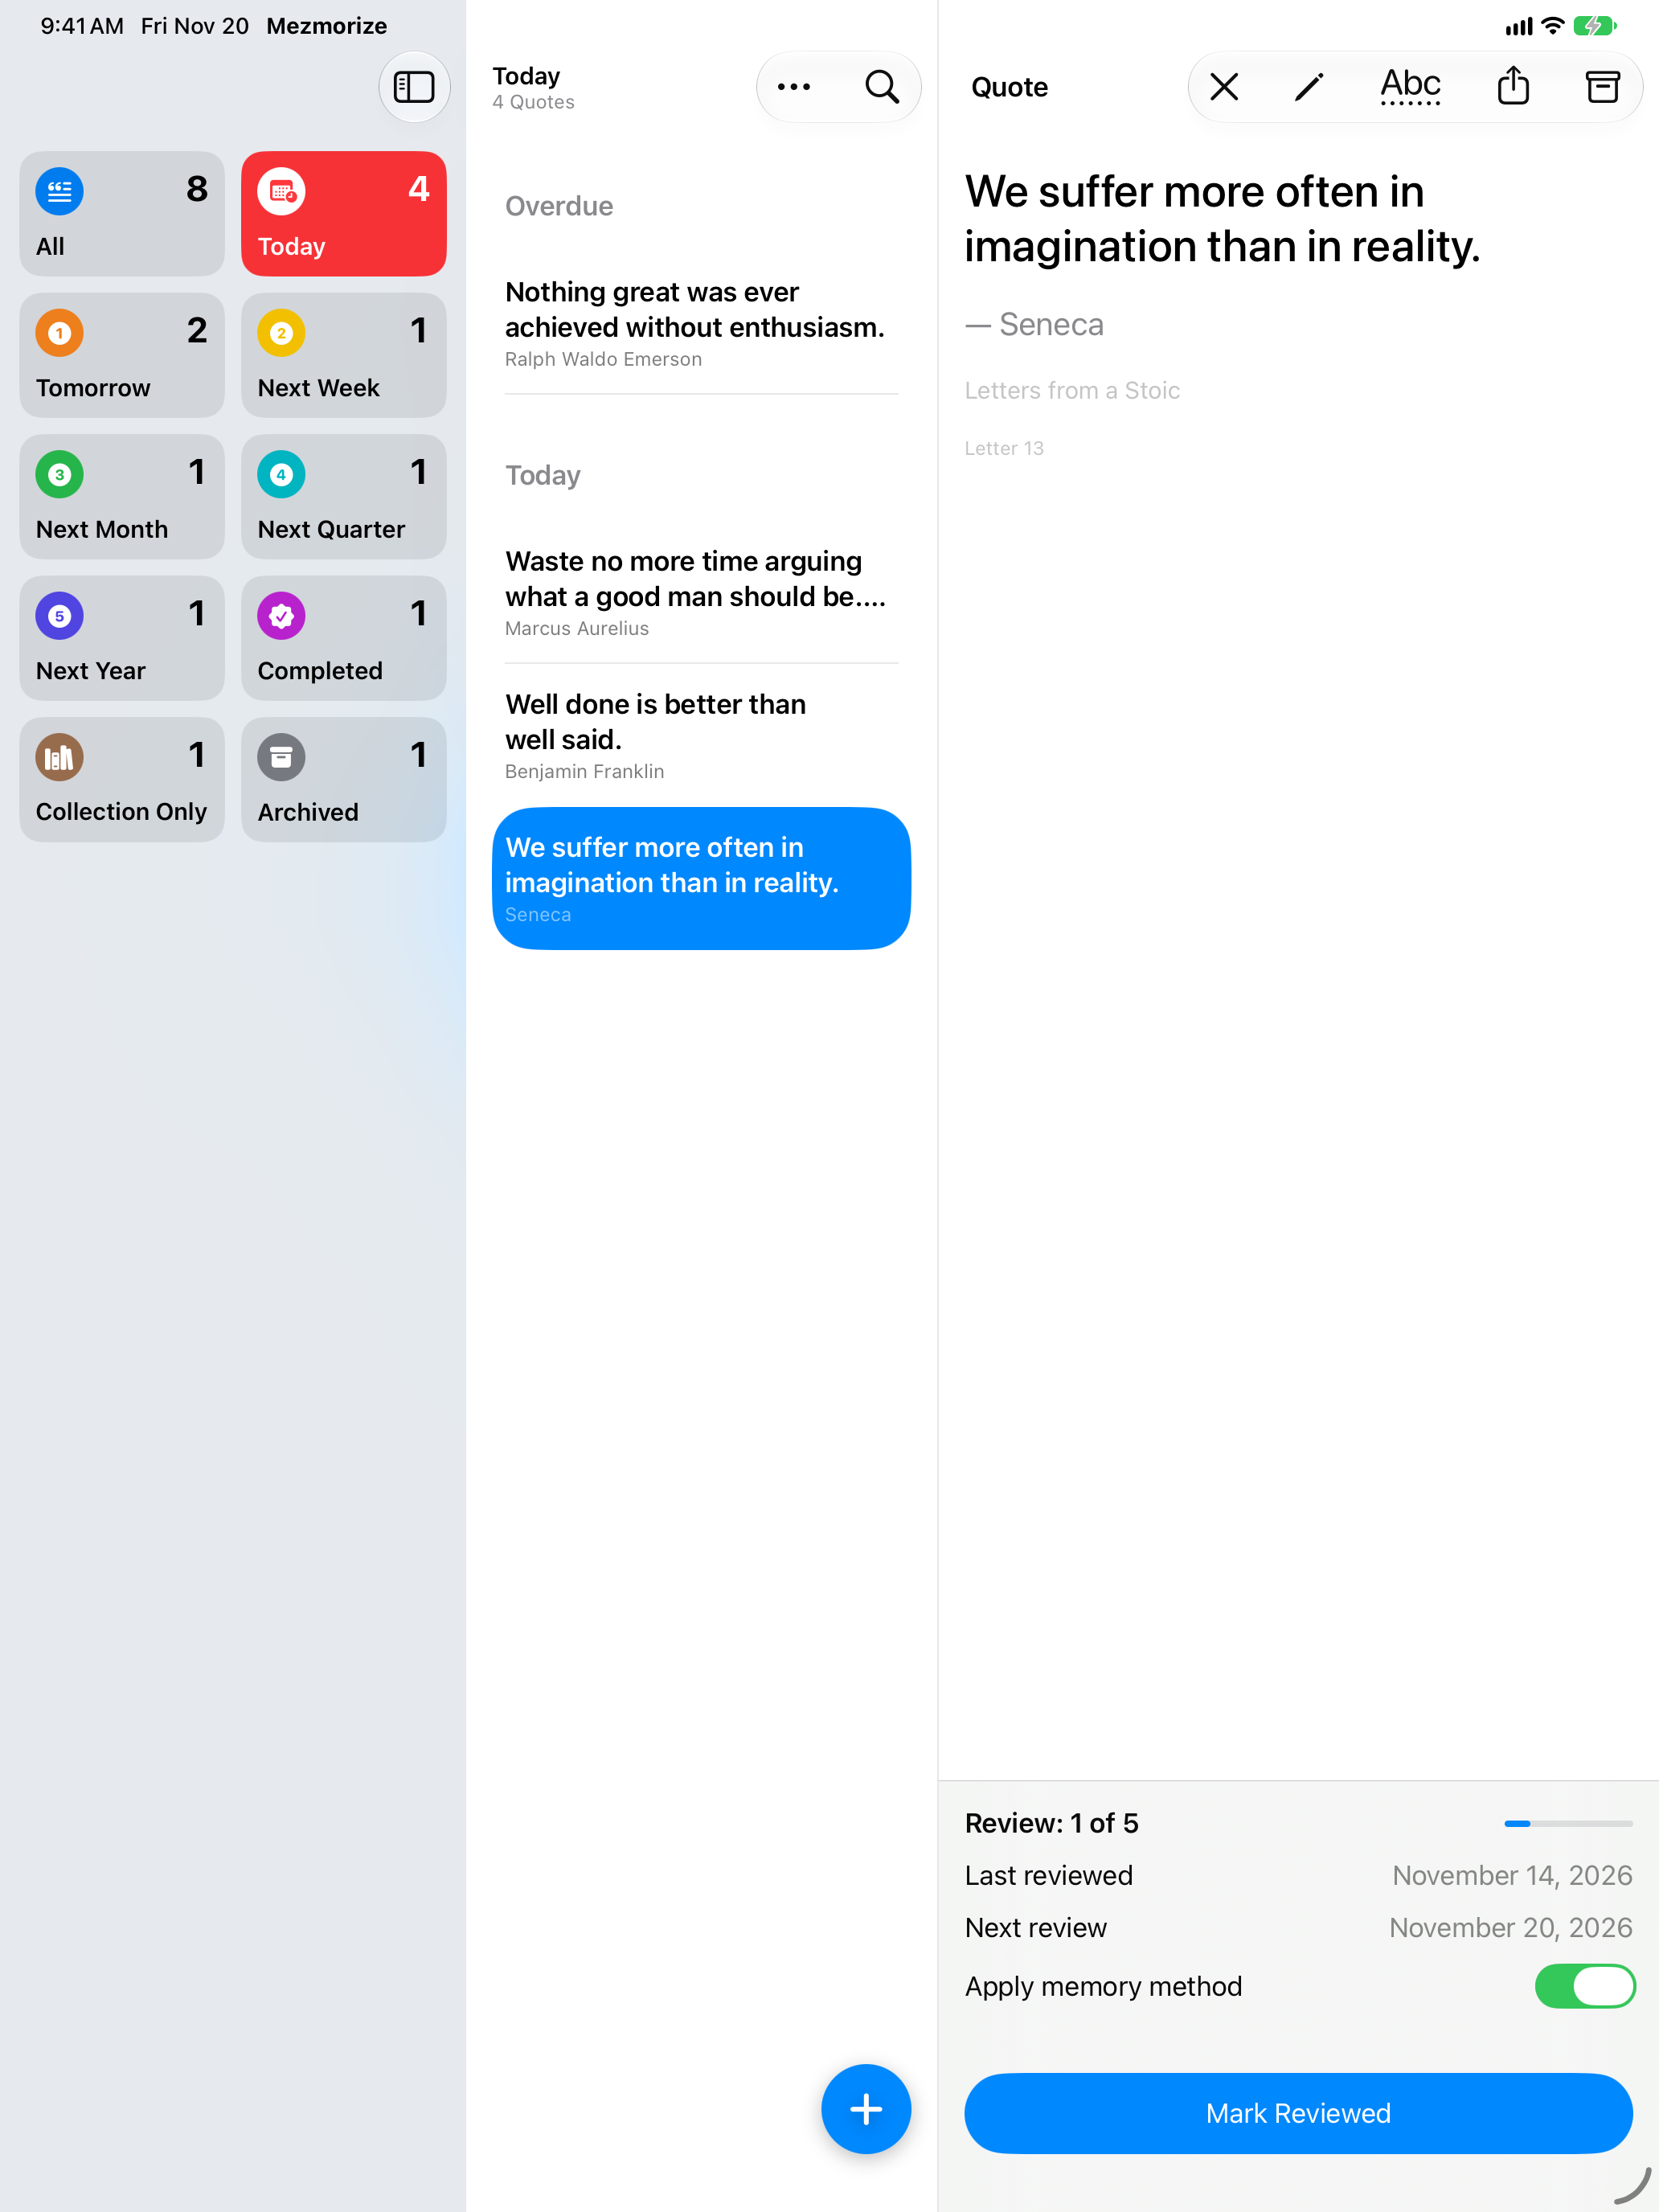 9:41 AM Fri Nov 20 Mezmorize
8
All
4
Today
1
2
Tomorrow
2
1
Next Week
3
1
Next Month
4
1
Next Quarter
5
1
Next Year
1
Completed
1
Collection Only
1
Archived
Today
4 Quotes
Overdue
Nothing great was ever
achieved without enthusiasm.
Ralph Waldo Emerson
Today
Waste no more time arguing
what a good man should be....
Marcus Aurelius
Well done is better than
well said.
Benjamin Franklin
We suffer more often in
imagination than in reality.
Seneca
Quote
Abc
We suffer more often in
imagination than in reality.
— Seneca
Letters from a Stoic
Letter 13
Review: 1 of 5
Last reviewed
November 14, 2026
Next review
November 20, 2026
Apply memory method
Mark Reviewed